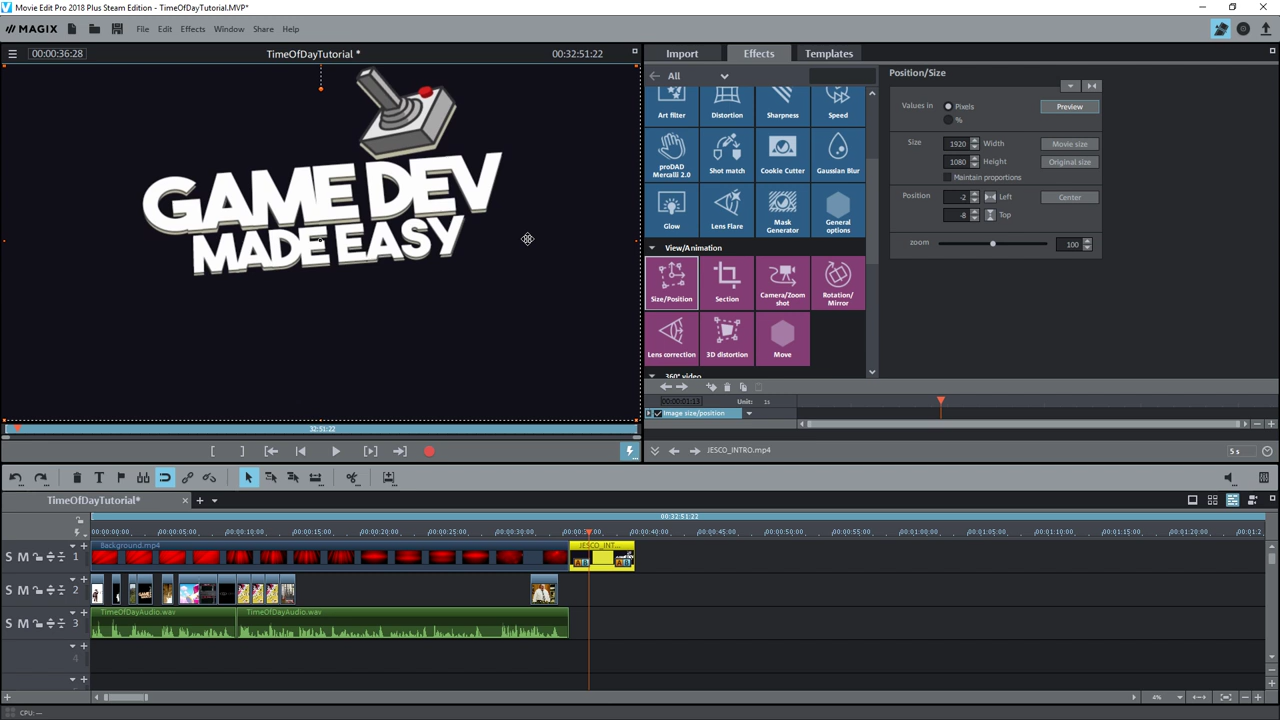 Movie Edit Pro 2018 Plus Steam Edition - TimeOfDayTutorial.MVP*
MAGIX
File Edit Effects Window Share Help
00:00:36:28
TimeOfDayTutorial *
00:32:51:22
GAME DEV
MADE EASY
32:51:22
Import Effects Templates
All
Art filter
Distortion
Sharpness
Speed
proDAD
Mercalli 2.0
Shot match
Cookie Cutter
Gaussian Blur
Glow
Lens Flare
Mask
Generator
General
options
View/Animation
Size/Position
Section
Camera/Zoom
shot
Rotation/
Mirror
Lens correction
3D distortion
Move
360° video
Position/Size
Values in
Pixels
%
Preview
Size
1920 Width
Movie size
1080 Height
Original size
Maintain proportions
Position
-2 Left
Center
-8 Top
zoom
100
00:00:01:13
Unit: 1s
Image size/position
JESCO_INTRO.mp4
5 s
TimeOfDayTutorial*
00:32:51:22
00:00:00:00 00:00:05:00 00:00:10:00 00:00:15:00 00:00:20:00 00:00:25:00 00:00:30:00 00:00:40:00 00:00:45:00 00:00:50:00 00:00:55:00 00:01:00:00 00:01:05:00 00:01:10:00 00:01:15:00 00:01:20:00
S M 1
Background.mp4
JESCO_INT...
S M 2
S M 3
TimeOfDayAudio.wav
TimeOfDayAudio.wav
4
4%
CPU: —